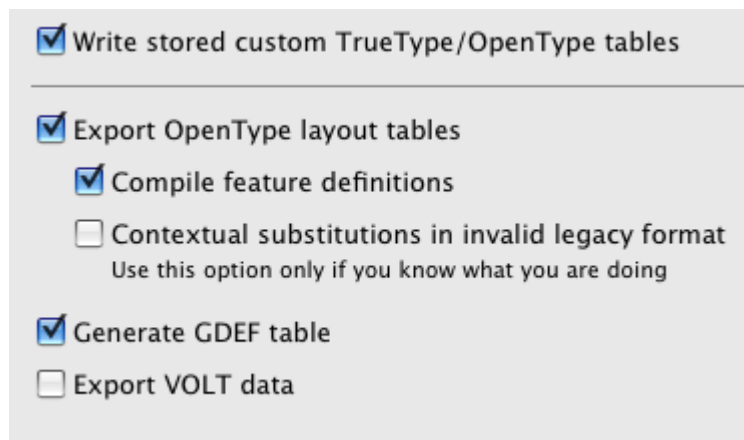 Write stored custom TrueType/OpenType tables
Export OpenType layout tables
Compile feature definitions
Contextual substitutions in invalid legacy format
Use this option only if you know what you are doing
Generate GDEF table
Export VOLT data